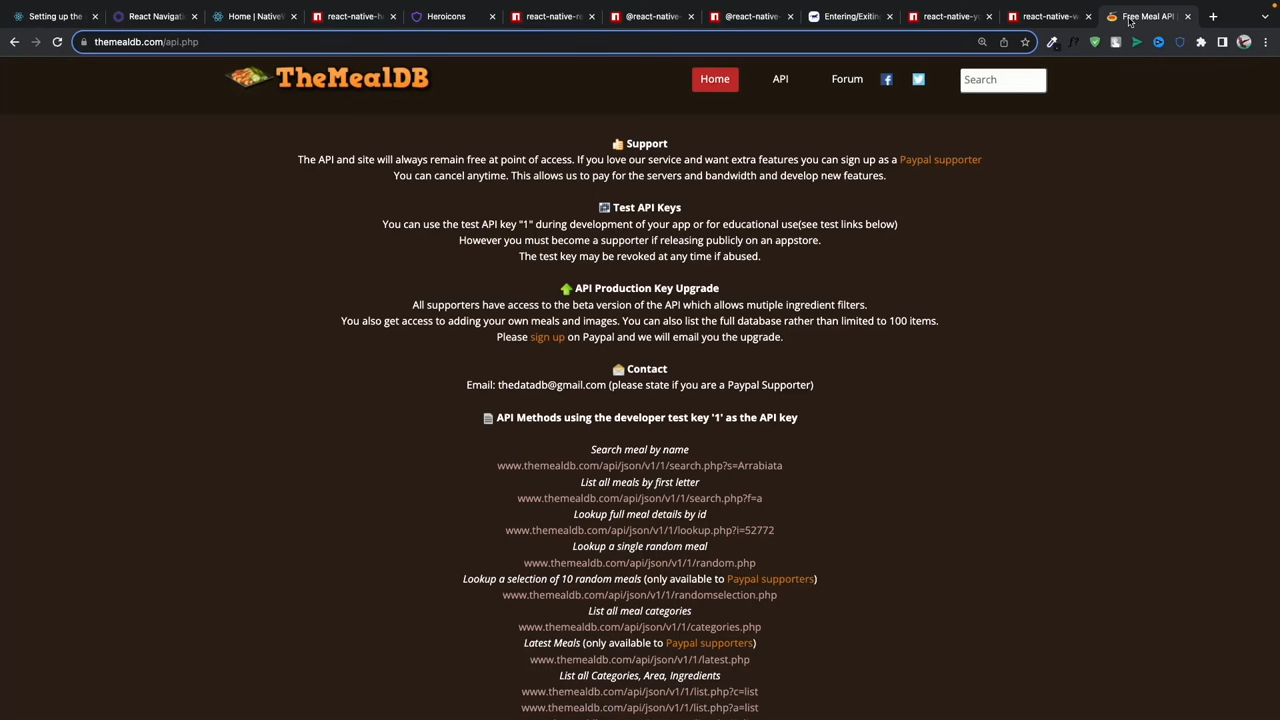 Setting up the
React Navigati
Home | NativeW
react-native-h
Heroicons
react-native-re
@react-native-
@react-native-
Entering/Exitin
react-native-yo
react-native-w
Free Meal API
themealdb.com/api.php
TheMealDB
Home
API
Forum
Search
Support
The API and site will always remain free at point of access. If you love our service and want extra features you can sign up as a Paypal supporter
You can cancel anytime. This allows us to pay for the servers and bandwidth and develop new features.
Test API Keys
You can use the test API key "1" during development of your app or for educational use(see test links below)
However you must become a supporter if releasing publicly on an appstore.
The test key may be revoked at any time if abused.
API Production Key Upgrade
All supporters have access to the beta version of the API which allows mutiple ingredient filters.
You also get access to adding your own meals and images. You can also list the full database rather than limited to 100 items.
Please sign up on Paypal and we will email you the upgrade.
Contact
Email: thedatadb@gmail.com (please state if you are a Paypal Supporter)
API Methods using the developer test key '1' as the API key
Search meal by name
www.themealdb.com/api/json/v1/1/search.php?s=Arrabiata
List all meals by first letter
www.themealdb.com/api/json/v1/1/search.php?f=a
Lookup full meal details by id
www.themealdb.com/api/json/v1/1/lookup.php?i=52772
Lookup a single random meal
www.themealdb.com/api/json/v1/1/random.php
Lookup a selection of 10 random meals (only available to Paypal supporters)
www.themealdb.com/api/json/v1/1/randomselection.php
List all meal categories
www.themealdb.com/api/json/v1/1/categories.php
Latest Meals (only available to Paypal supporters)
www.themealdb.com/api/json/v1/1/latest.php
List all Categories, Area, Ingredients
www.themealdb.com/api/json/v1/1/list.php?c=list
www.themealdb.com/api/json/v1/1/list.php?a=list